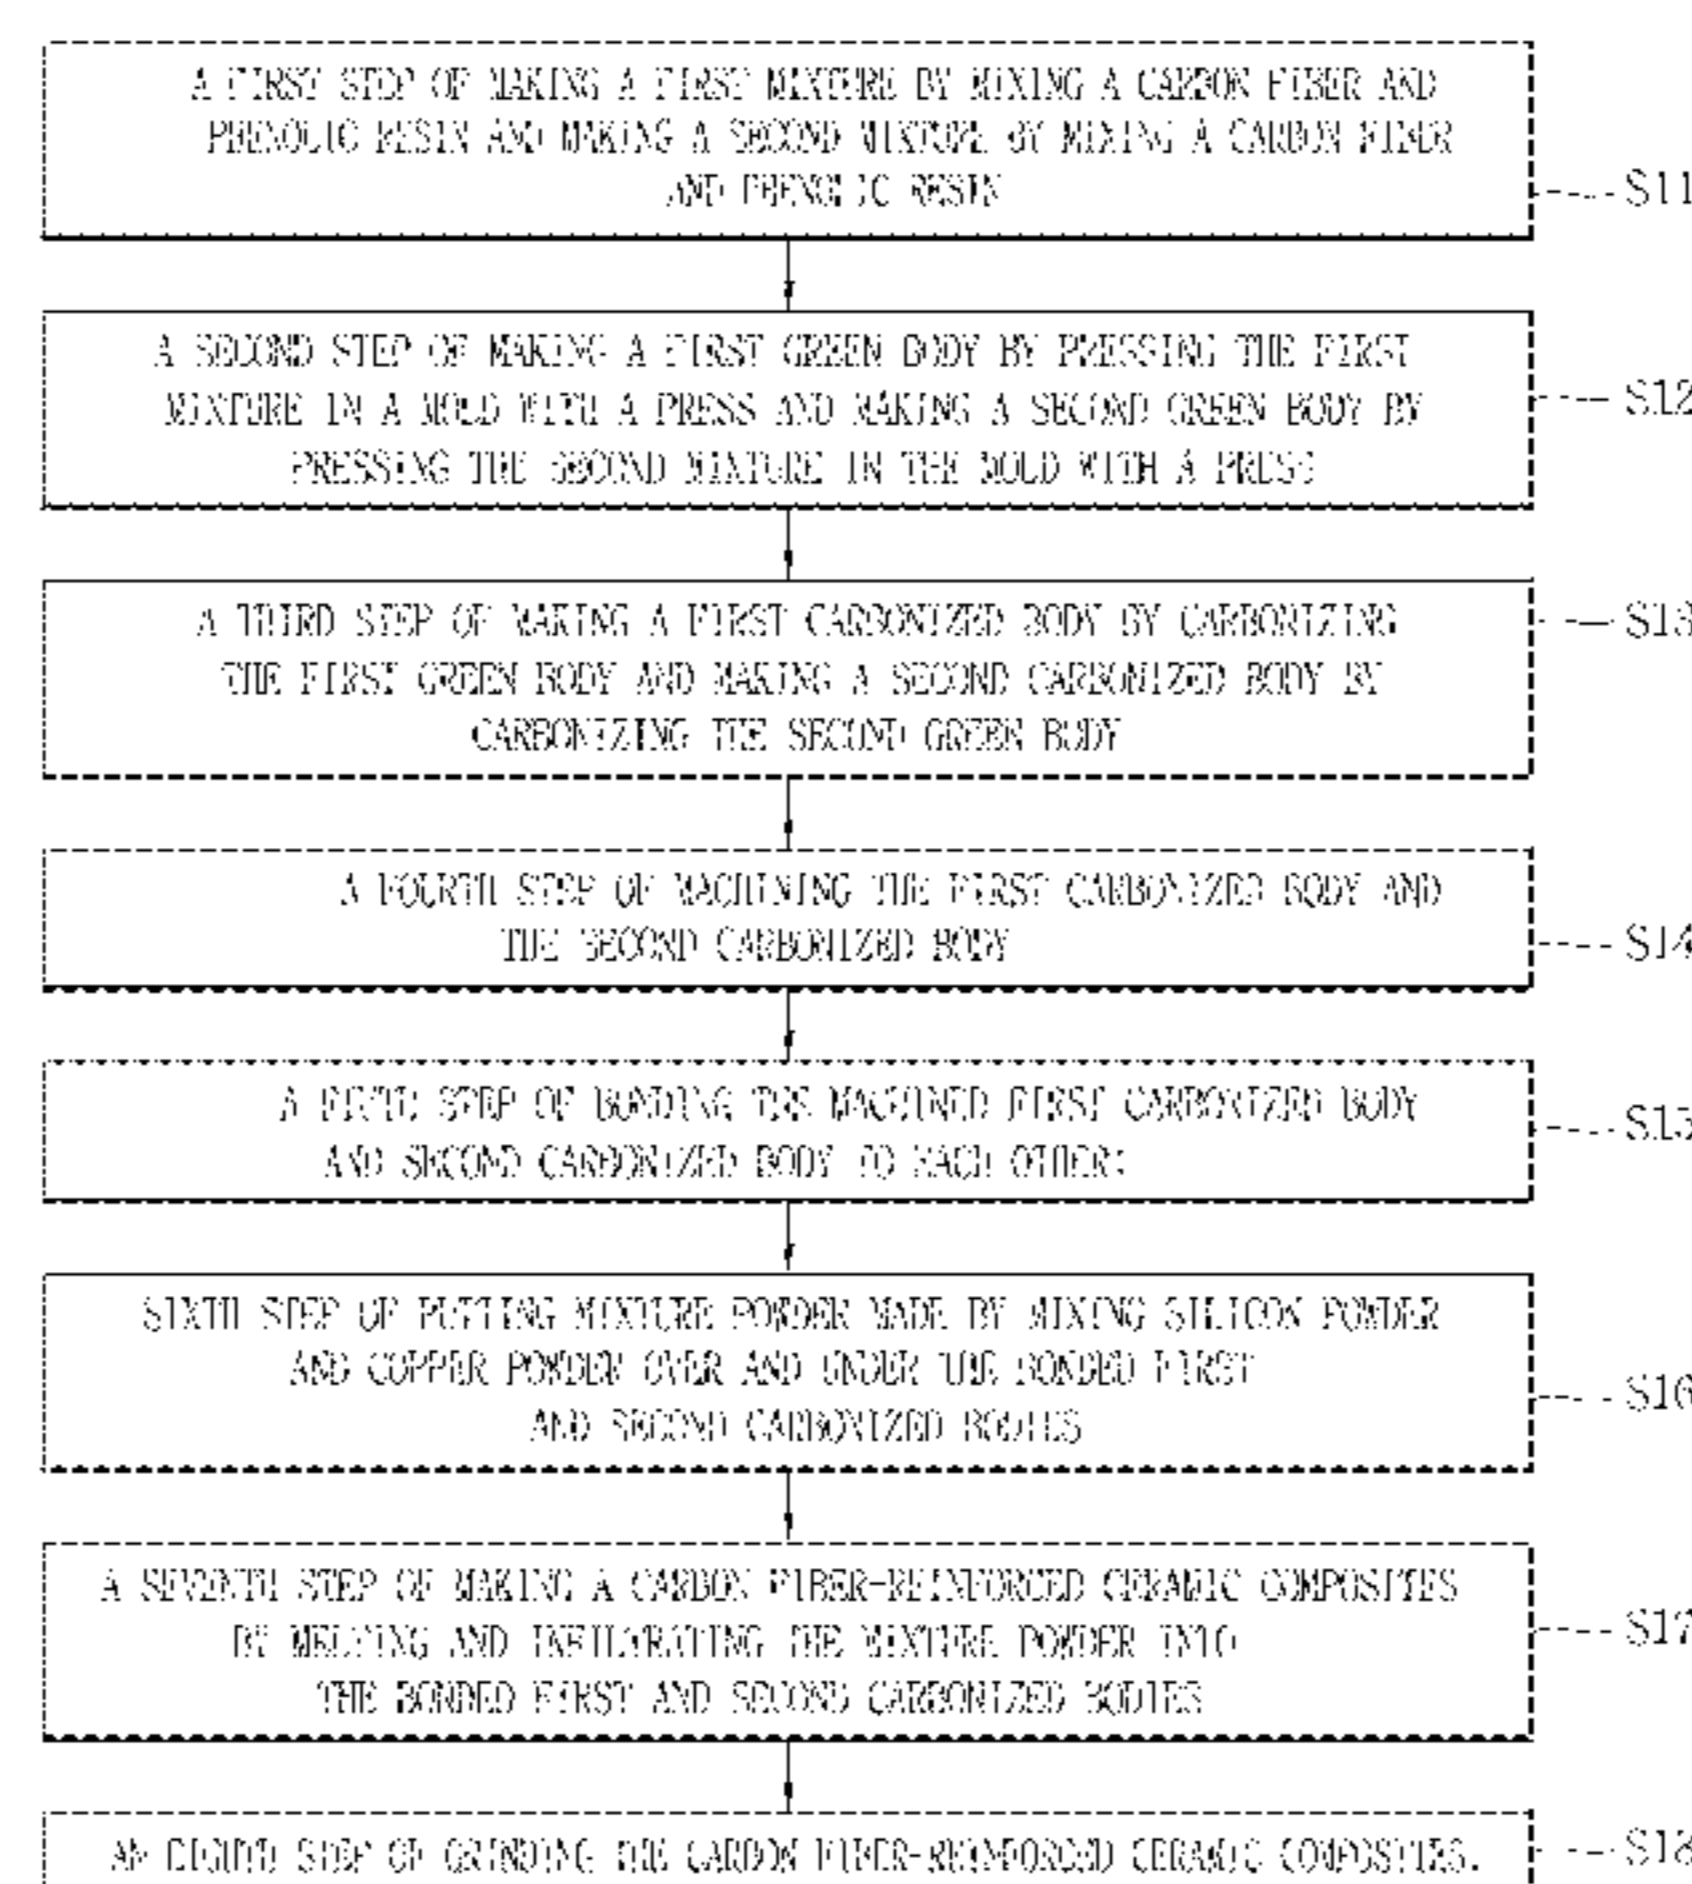 A FIRST STEP OF MAKING A FIRST MIXTURE BY MIXING A CARBON FIBER AND
PHENOLIC RESIN AND MAKING A SECOND MIXTURE BY MIXING A CARBON FIBER
AND PHENOLIC RESIN
S11
A SECOND STEP OF MAKING A FIRST GREEN BODY BY PRESSING THE FIRST
MIXTURE IN A MOLD WITH A PRESS AND MAKING A SECOND GREEN BODY BY
PRESSING THE SECOND MIXTURE IN THE MOLD WITH A PRESS
S12
A THIRD STEP OF MAKING A FIRST CARBONIZED BODY BY CARBONIZING
THE FIRST GREEN BODY AND MAKING A SECOND CARBONIZED BODY BY
CARBONIZING THE SECOND GREEN BODY
S13
A FOURTH STEP OF MACHINING THE FIRST CARBONIZED BODY AND
THE SECOND CARBONIZED BODY
S14
A FIFTH STEP OF BONDING THE MACHINED FIRST CARBONIZED BODY
AND SECOND CARBONIZED BODY TO EACH OTHER;
S15
SIXTH STEP OF PUTTING MIXTURE POWDER MADE BY MIXING SILICON POWDER
AND COPPER POWDER OVER AND UNDER THE BONDED FIRST
AND SECOND CARBONIZED BODIES
S16
A SEVENTH STEP OF MAKING A CARBON FIBER-REINFORCED CERAMIC COMPOSITES
BY MELTING AND INFILTRATING THE MIXTURE POWDER INTO
THE BONDED FIRST AND SECOND CARBONIZED BODIES
S17
AN EIGHTH STEP OF GRINDING THE CARBON FIBER-REINFORCED CERAMIC COMPOSITES.
S18